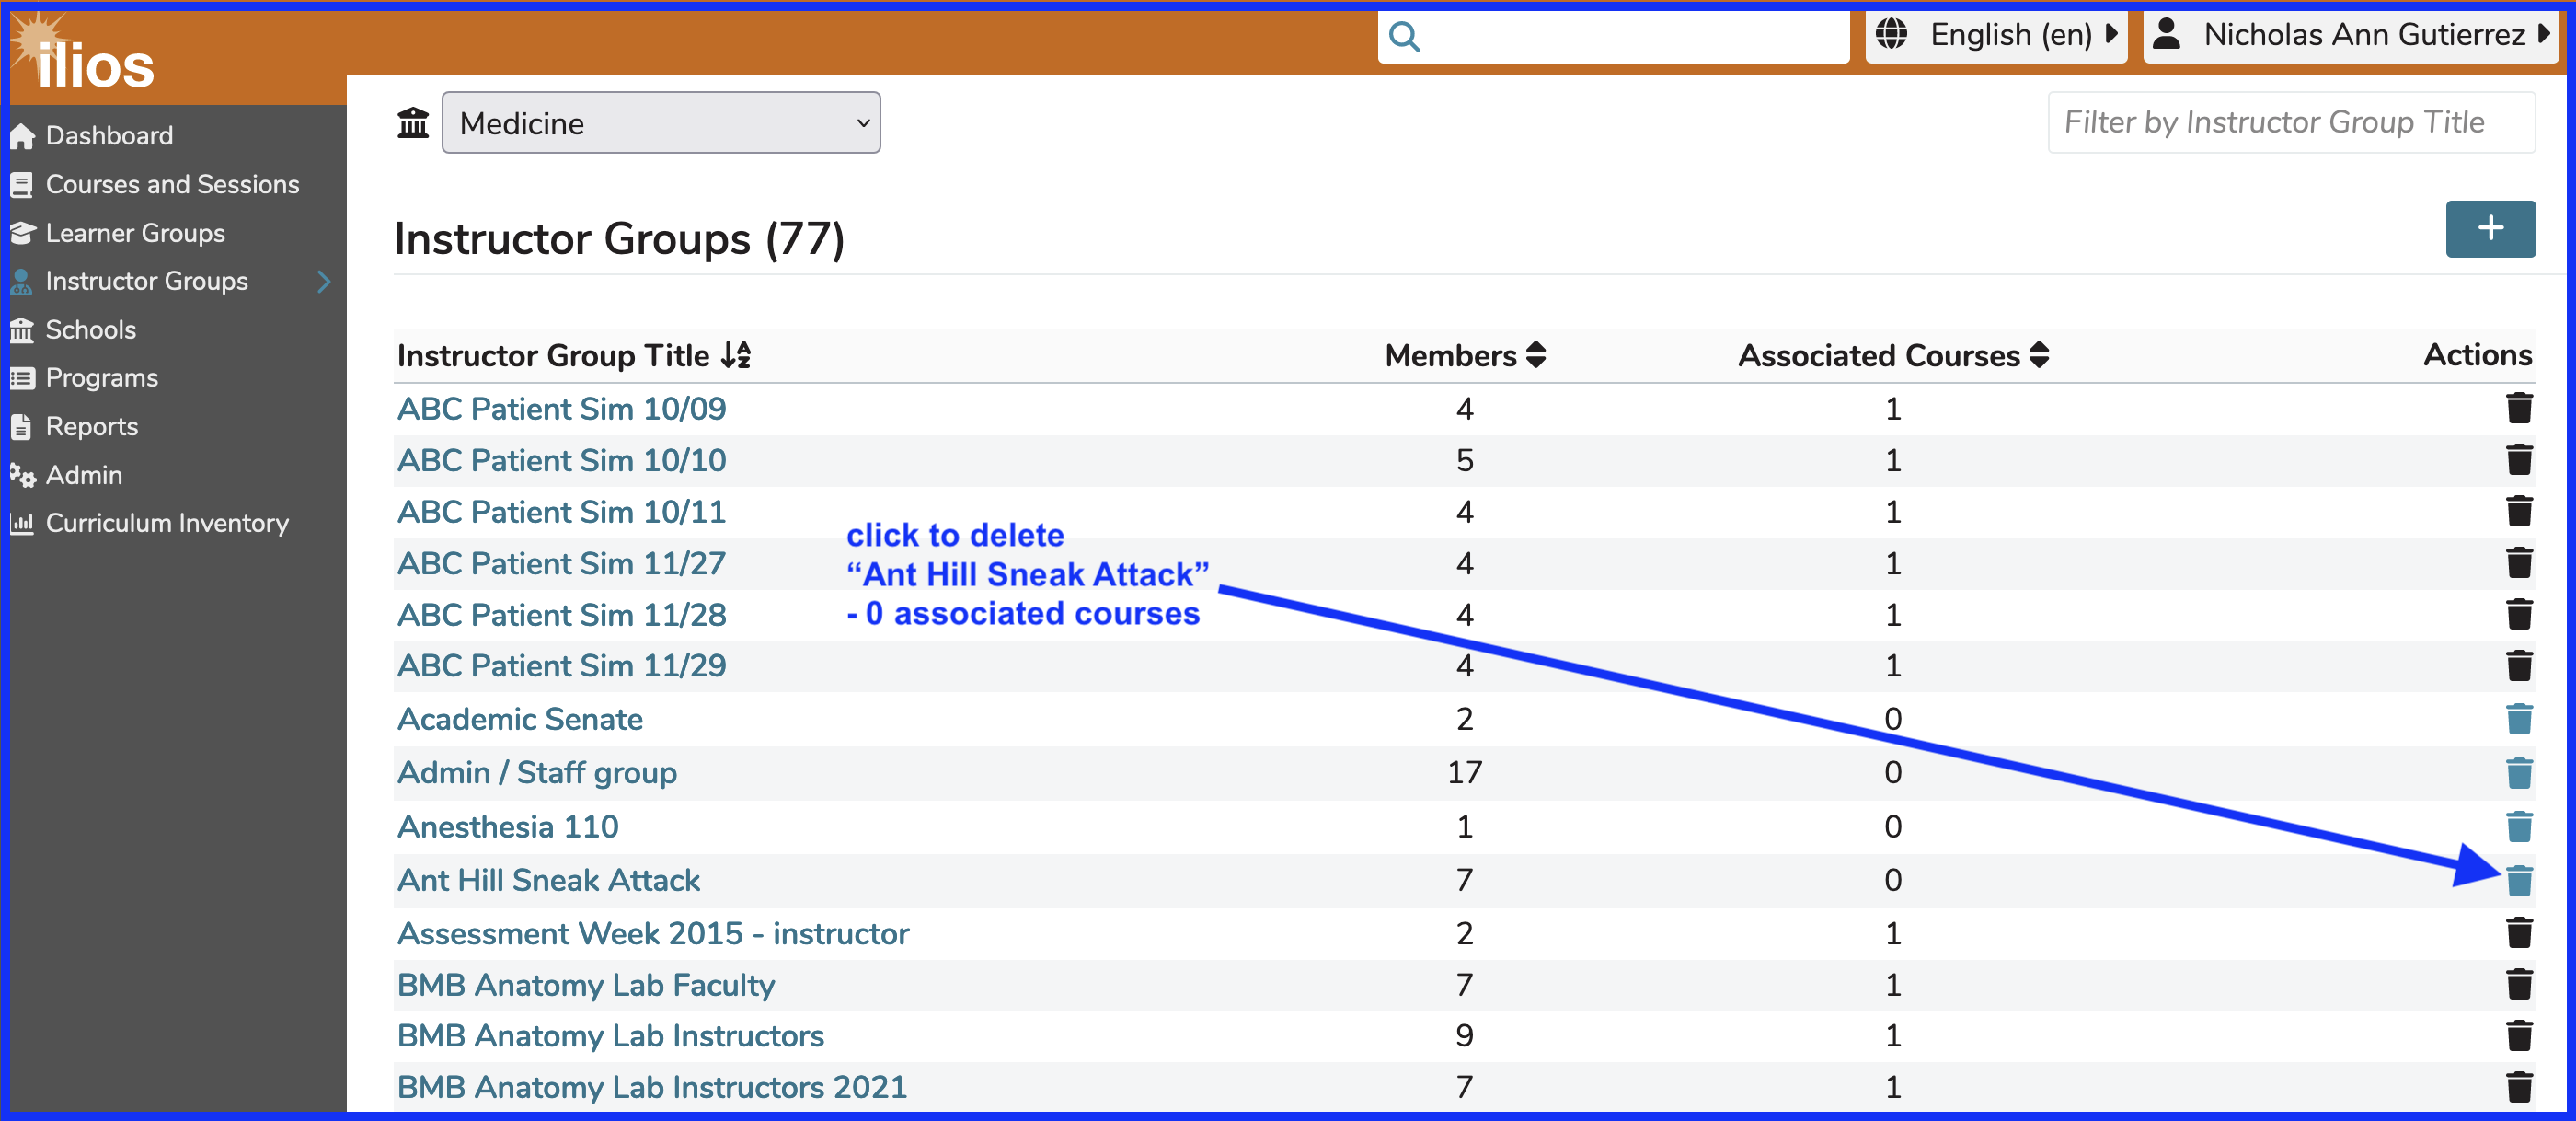 ilios
English (en)
Nicholas Ann Gutierrez
Dashboard
Courses and Sessions
Learner Groups
Instructor Groups
Schools
Programs
Reports
Admin
Curriculum Inventory
Medicine
Filter by Instructor Group Title
Instructor Groups (77)
+
Instructor Group Title Members Associated Courses Actions
ABC Patient Sim 10/09 4 1
ABC Patient Sim 10/10 5 1
ABC Patient Sim 10/11 4 1
ABC Patient Sim 11/27 4 1
ABC Patient Sim 11/28 4 1
ABC Patient Sim 11/29 4 1
Academic Senate 2 0
Admin / Staff group 17 0
Anesthesia 110 1 0
Ant Hill Sneak Attack 7 0
Assessment Week 2015 - instructor 2 1
BMB Anatomy Lab Faculty 7 1
BMB Anatomy Lab Instructors 9 1
BMB Anatomy Lab Instructors 2021 7 1
click to delete
“Ant Hill Sneak Attack”
- 0 associated courses